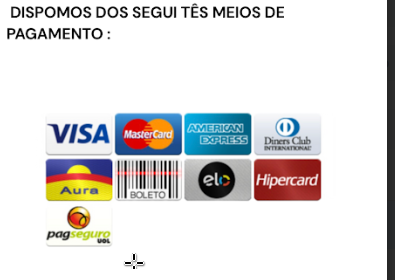 DISPOMOS DOS SEGUI TÊS MEIOS DE
PAGAMENTO :
VISA MasterCard AMERICAN EXPRESS Diners Club INTERNATIONAL
Aura BOLETO elo Hipercard
pagseguro
UOL